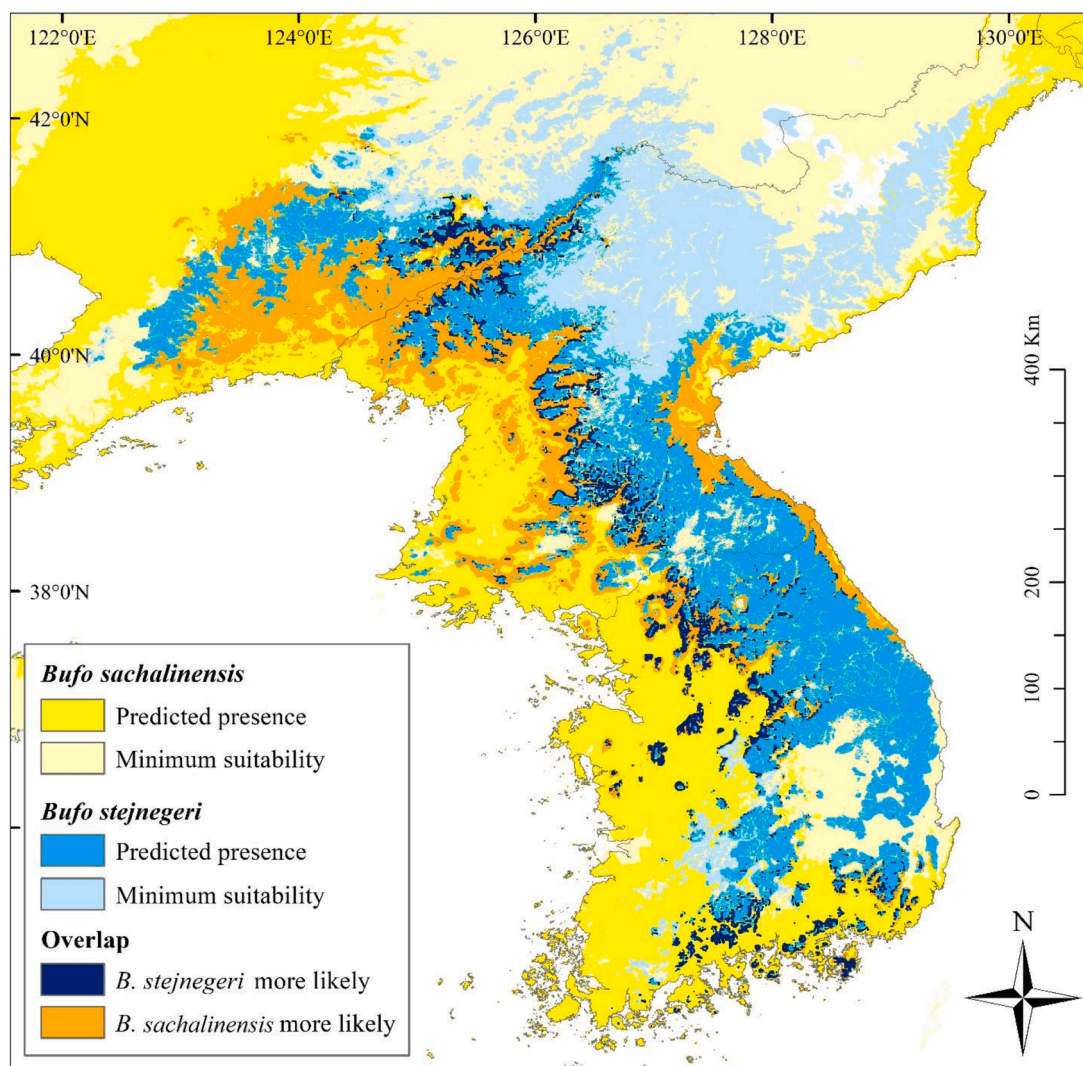 122°0'E 124°0'E 126°0'E 128°0'E 130°0'E
42°0'N
40°0'N
38°0'N
400 Km
200
100
0
Bufo sachalinensis
Predicted presence
Minimum suitability
Bufo stejnegeri
Predicted presence
Minimum suitability
Overlap
B. stejnegeri more likely
B. sachalinensis more likely
N